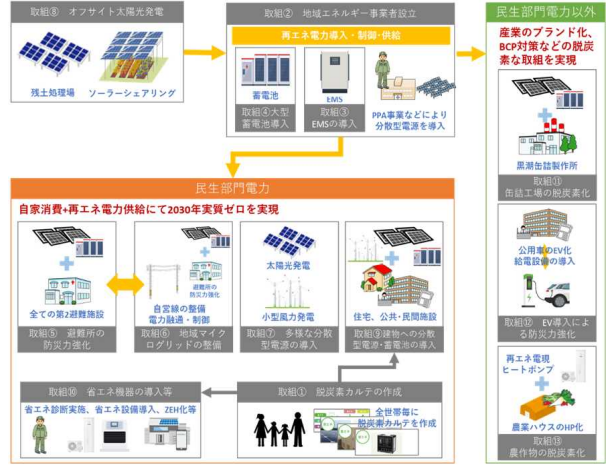 取組⑧ オフサイト太陽光発電
残土処理場
ソーラーシェアリング
取組② 地域エネルギー事業者設立
再エネ電力導入・制御・供給
蓄電池
取組④大型
蓄電池導入
EMS
取組③
EMSの導入
PPA事業などにより
分散型電源を導入
民生部門電力以外
産業のブランド化、
BCP対策などの脱炭
素な取組を実現
黒潮缶詰製作所
取組⑪
缶詰工場の脱炭素化
公用車のEV化
給電設備の導入
取組⑫ EV導入によ
る防災力強化
再エネ電現
ヒートポンプ
農業ハウスのHP化
取組⑬
農作物の脱炭素化
民生部門電力
自家消費+再エネ電力供給にて2030年実質ゼロを実現
全ての第2避難施設
取組⑤ 避難所の
防災力強化
避難所の
防災力強化
自営線の整備
電力融通・制御
取組⑥ 地域マイク
ログリッドの整備
太陽光発電
小型風力発電
取組⑦ 多様な分散
型電源の導入
住宅、公共・民間施設
取組⑨建物への分散
型電源・蓄電池の導入
取組⑩ 省エネ機器の導入等
省エネ診断実施、省エネ設備導入、ZEH化等
取組① 脱炭素カルテの作成
全世帯毎に
脱炭素カルテを作成